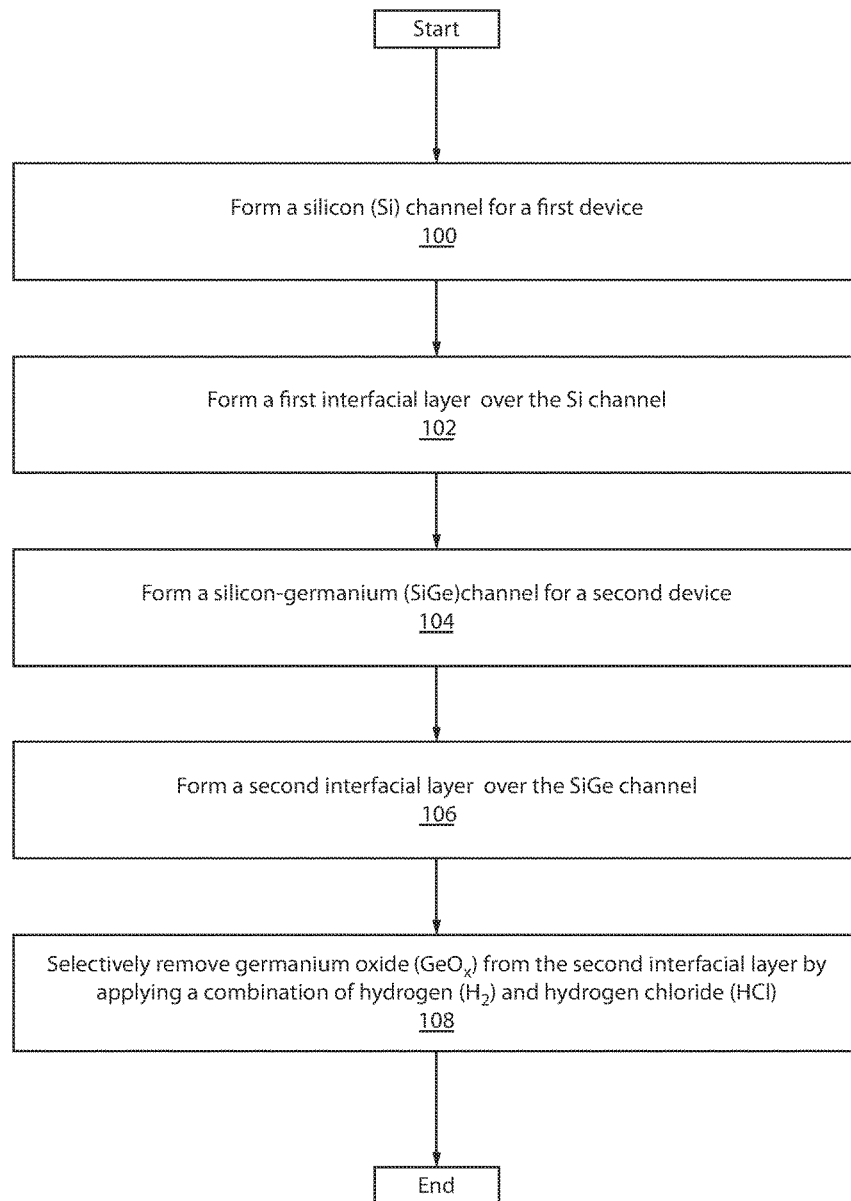 Start
Form a silicon (Si) channel for a first device
100
Form a first interfacial layer over the Si channel
102
Form a silicon-germanium (SiGe)channel for a second device
104
Form a second interfacial layer over the SiGe channel
106
Selectively remove germanium oxide (GeOₓ) from the second interfacial layer by
applying a combination of hydrogen (H₂) and hydrogen chloride (HCl)
108
End